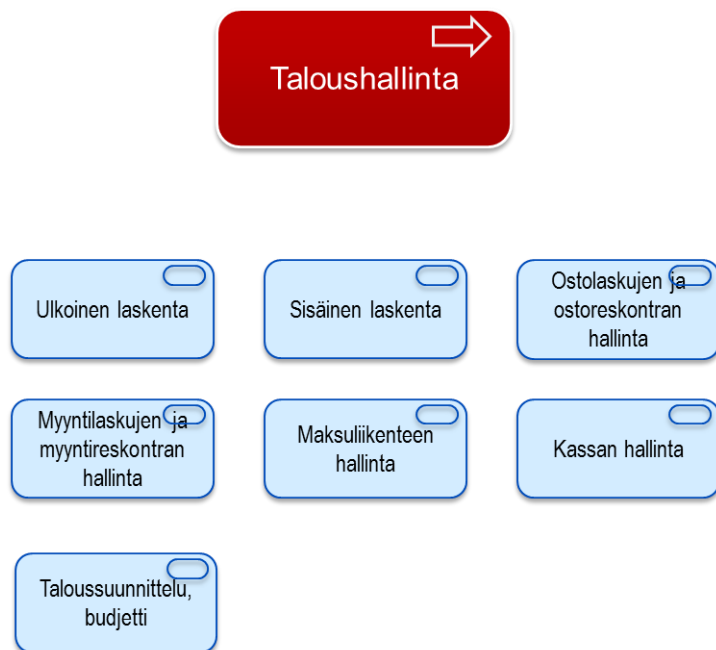 Taloushallinta
Ulkoinen laskenta
Sisäinen laskenta
Ostolaskujen ja
ostoreskontran
hallinta
Myyntilaskujen ja
myyntireskontran
hallinta
Maksuliikenteen
hallinta
Kassan hallinta
Taloussuunnittelu,
budjetti